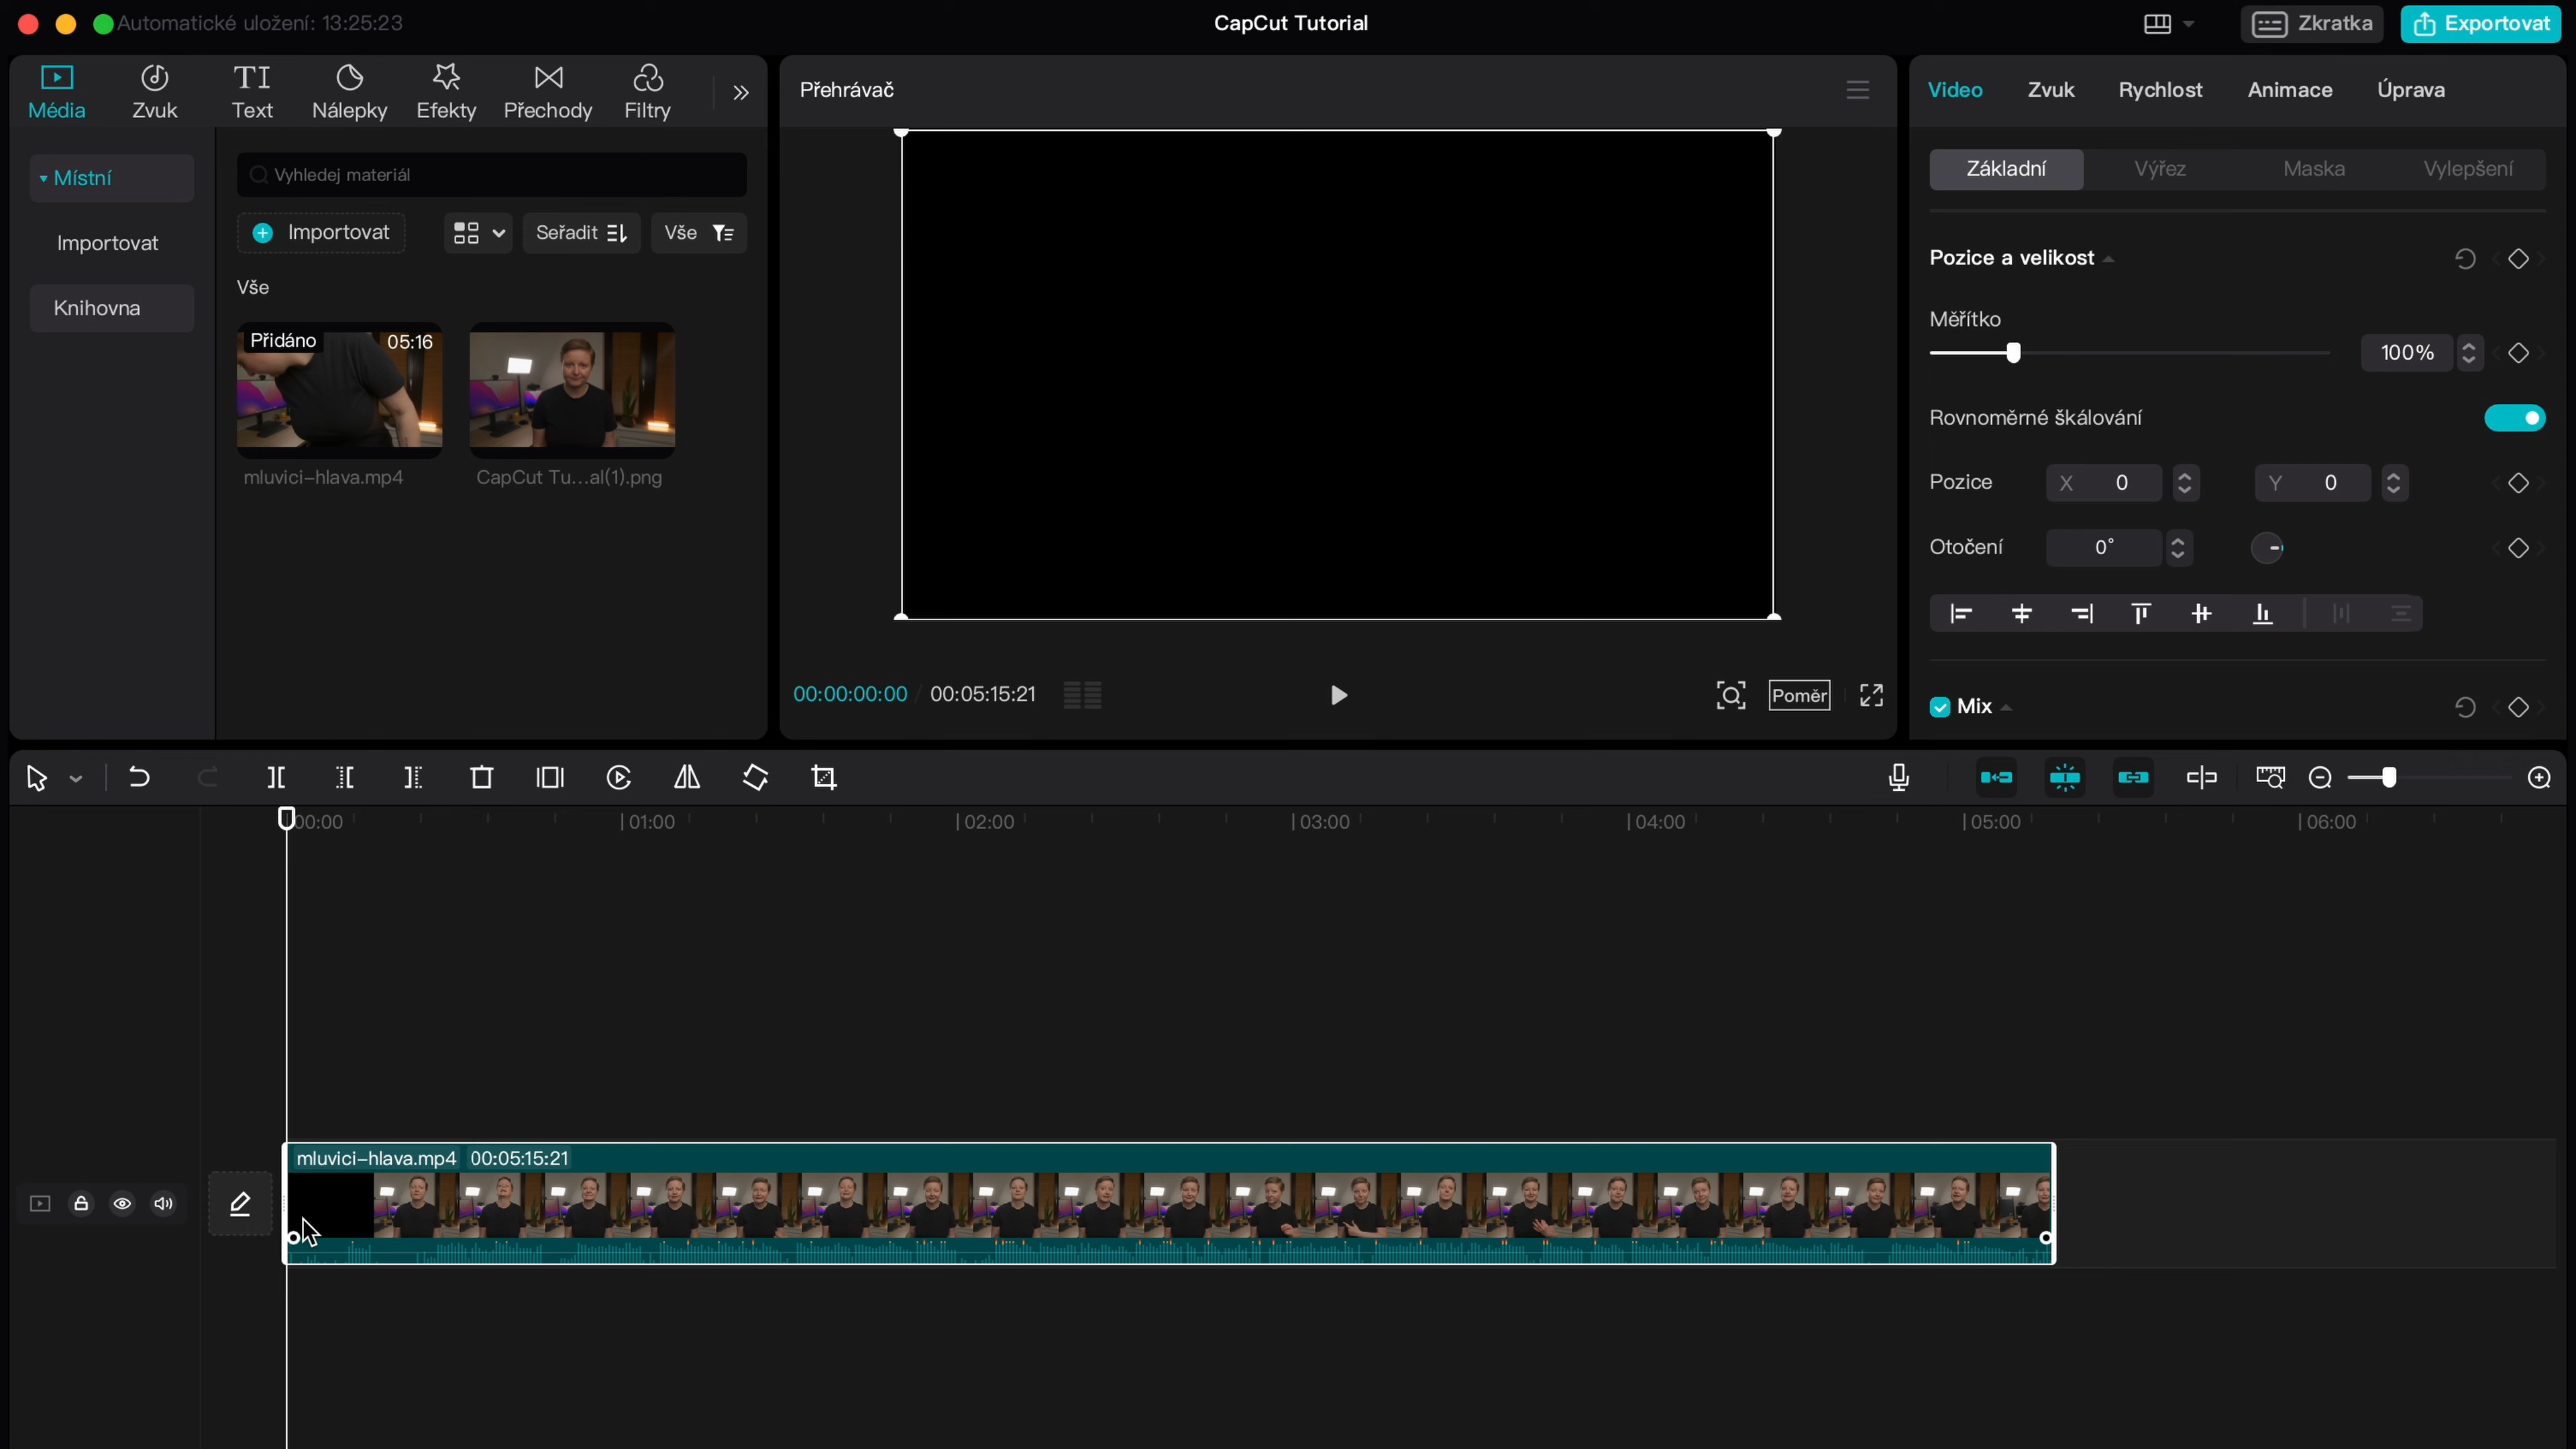 Automatické uložení: 13:25:23
CapCut Tutorial
Zkratka
Exportovat
Média
Zvuk
Text
Nálepky
Efekty
Přechody
Filtry
Místní
Importovat
Knihovna
Vyhledej materiál
Importovat
Seřadit
Vše
Vše
Přidáno
05:16
mluvici-hlava.mp4
CapCut Tu...al(1).png
Přehrávač
00:00:00:00 / 00:05:15:21
Poměr
Video
Zvuk
Rychlost
Animace
Úprava
Základní
Výřez
Maska
Vylepšení
Pozice a velikost
Měřítko
100%
Rovnoměrné škálování
Pozice
X 0
Y 0
Otočení
0°
Mix
00:00
01:00
02:00
03:00
04:00
05:00
06:00
mluvici-hlava.mp4 00:05:15:21